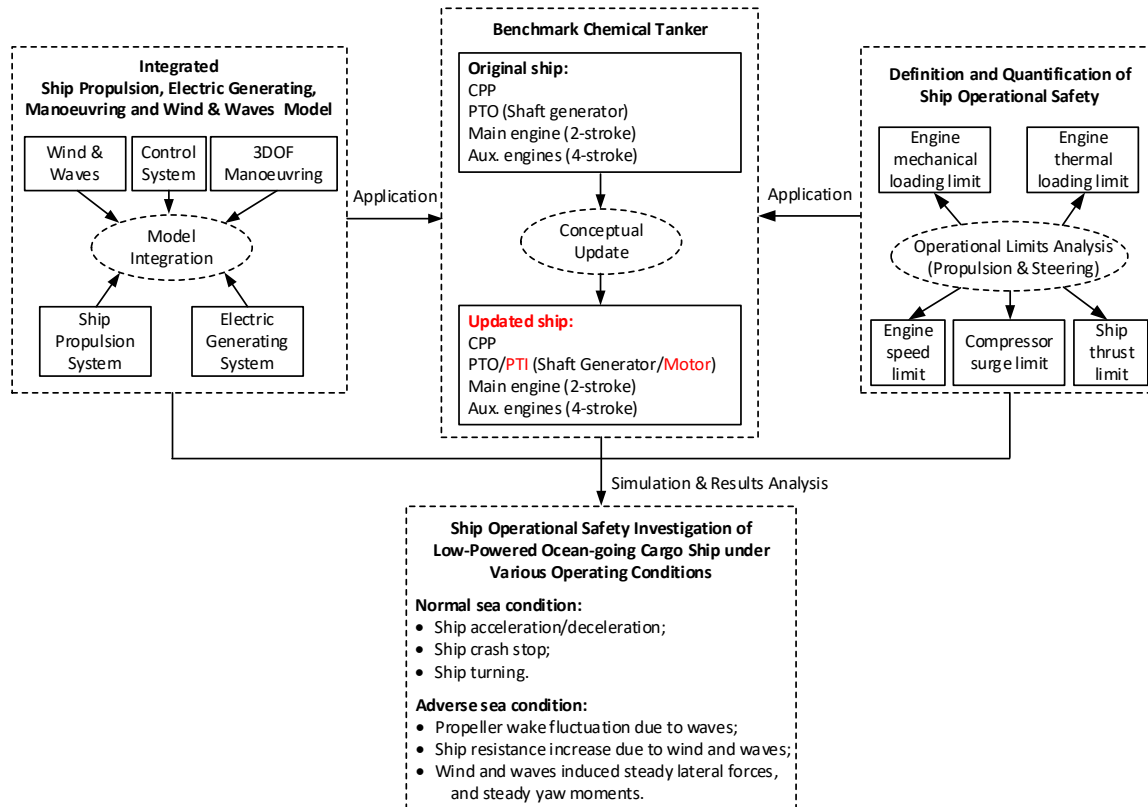 Integrated
Ship Propulsion, Electric Generating,
Manoeuvring and Wind & Waves Model
Wind &
Waves
Control
System
3DOF
Manoeuvring
Model
Integration
Ship
Propulsion
System
Electric
Generating
System
Application
Benchmark Chemical Tanker
Original ship:
CPP
PTO (Shaft generator)
Main engine (2-stroke)
Aux. engines (4-stroke)
Conceptual
Update
Updated ship:
CPP
PTO/PTI (Shaft Generator/Motor)
Main engine (2-stroke)
Aux. engines (4-stroke)
Application
Definition and Quantification of
Ship Operational Safety
Engine
mechanical
loading limit
Engine
thermal
loading limit
Operational Limits Analysis
(Propulsion & Steering)
Engine
speed
limit
Compressor
surge limit
Ship
thrust
limit
Simulation & Results Analysis
Ship Operational Safety Investigation of
Low-Powered Ocean-going Cargo Ship under
Various Operating Conditions
Normal sea condition:
• Ship acceleration/deceleration;
• Ship crash stop;
• Ship turning.
Adverse sea condition:
• Propeller wake fluctuation due to waves;
• Ship resistance increase due to wind and waves;
• Wind and waves induced steady lateral forces,
and steady yaw moments.